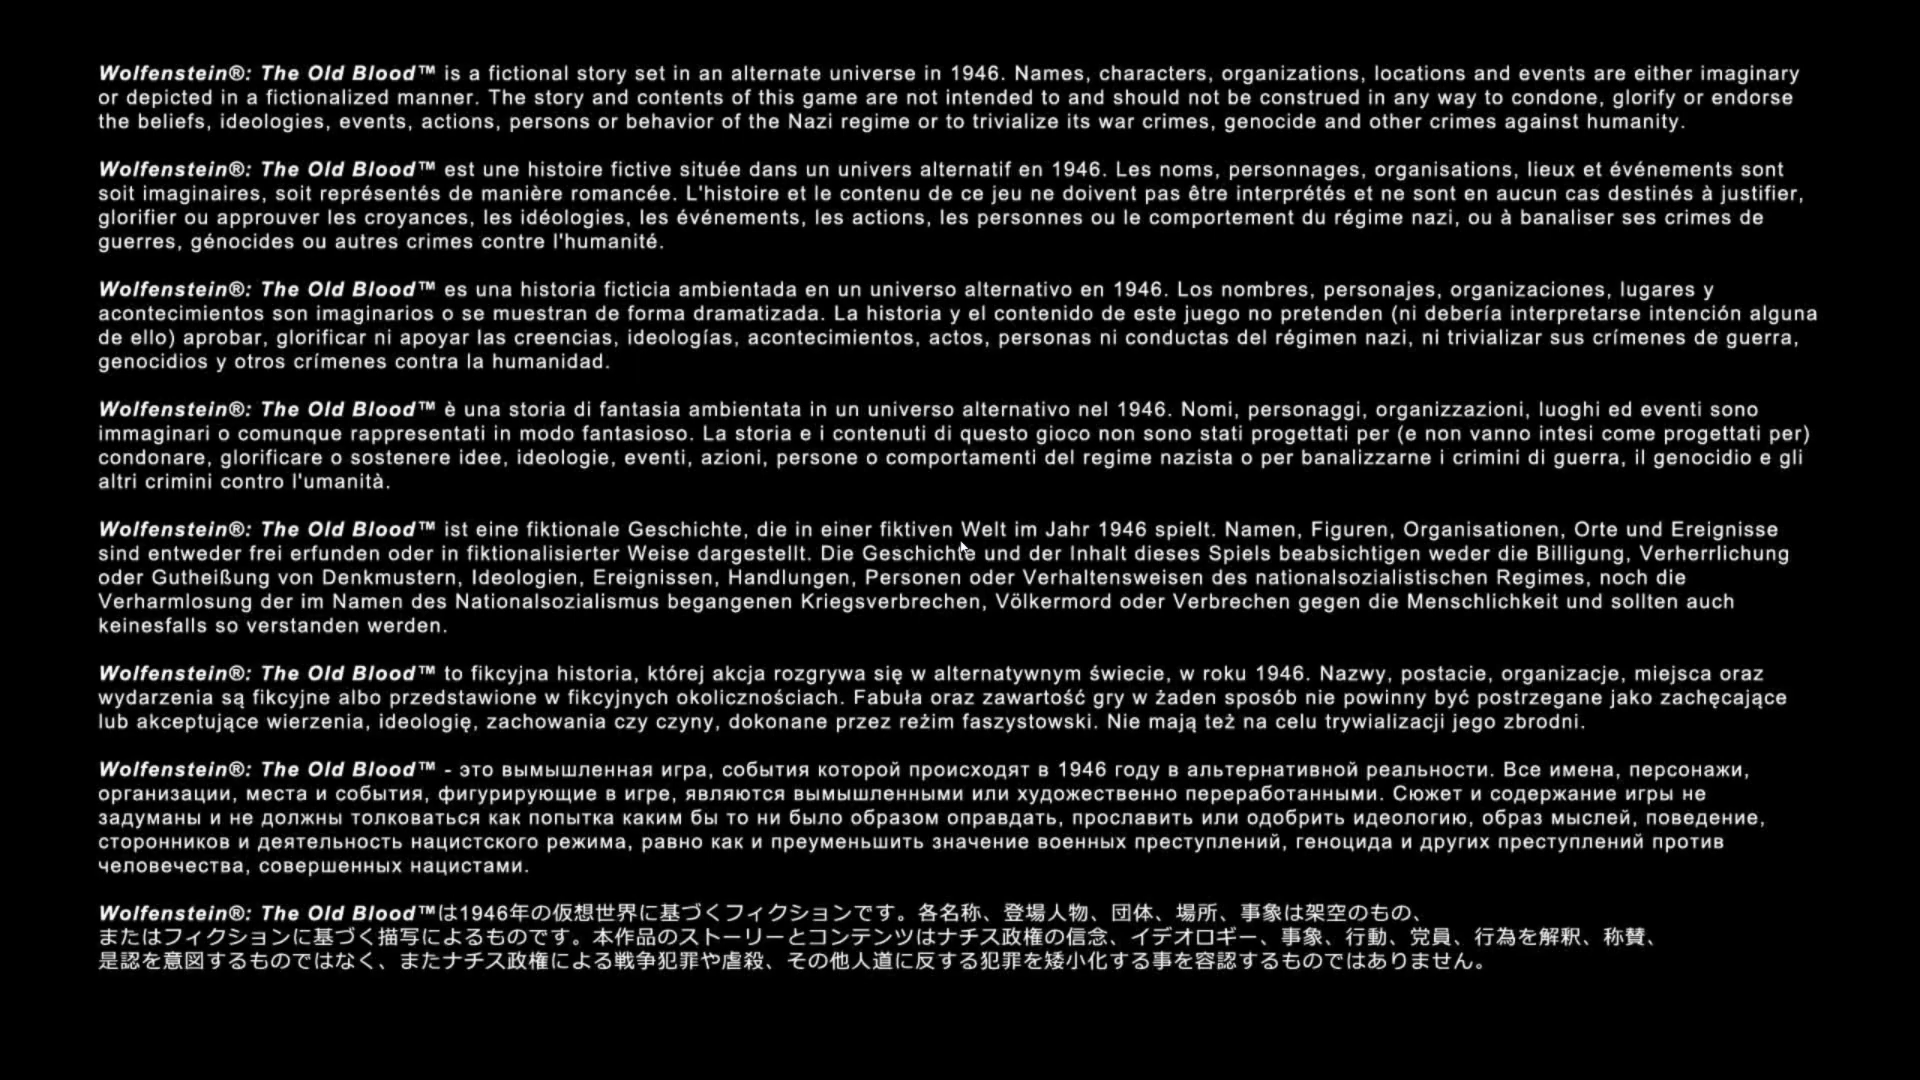 Wolfenstein®: The Old Blood™ is a fictional story set in an alternate universe in 1946. Names, characters, organizations, locations and events are either imaginary
or depicted in a fictionalized manner. The story and contents of this game are not intended to and should not be construed in any way to condone, glorify or endorse
the beliefs, ideologies, events, actions, persons or behavior of the Nazi regime or to trivialize its war crimes, genocide and other crimes against humanity.
Wolfenstein®: The Old Blood™ est une histoire fictive située dans un univers alternatif en 1946. Les noms, personnages, organisations, lieux et événements sont
soit imaginaires, soit représentés de manière romancée. L'histoire et le contenu de ce jeu ne doivent pas être interprétés et ne sont en aucun cas destinés à justifier,
glorifier ou approuver les croyances, les idéologies, les événements, les actions, les personnes ou le comportement du régime nazi, ou à banaliser ses crimes de
guerres, génocides ou autres crimes contre l'humanité.
Wolfenstein®: The Old Blood™ es una historia ficticia ambientada en un universo alternativo en 1946. Los nombres, personajes, organizaciones, lugares y
acontecimientos son imaginarios o se muestran de forma dramatizada. La historia y el contenido de este juego no pretenden (ni debería interpretarse intención alguna
de ello) aprobar, glorificar ni apoyar las creencias, ideologías, acontecimientos, actos, personas ni conductas del régimen nazi, ni trivializar sus crímenes de guerra,
genocidios y otros crímenes contra la humanidad.
Wolfenstein®: The Old Blood™ è una storia di fantasia ambientata in un universo alternativo nel 1946. Nomi, personaggi, organizzazioni, luoghi ed eventi sono
immaginari o comunque rappresentati in modo fantasioso. La storia e i contenuti di questo gioco non sono stati progettati per (e non vanno intesi come progettati per)
condonare, glorificare o sostenere idee, ideologie, eventi, azioni, persone o comportamenti del regime nazista o per banalizzarne i crimini di guerra, il genocidio e gli
altri crimini contro l'umanità.
Wolfenstein®: The Old Blood™ ist eine fiktionale Geschichte, die in einer fiktiven Welt im Jahr 1946 spielt. Namen, Figuren, Organisationen, Orte und Ereignisse
sind entweder frei erfunden oder in fiktionalisierter Weise dargestellt. Die Geschichte und der Inhalt dieses Spiels beabsichtigen weder die Billigung, Verherrlichung
oder Gutheißung von Denkmustern, Ideologien, Ereignissen, Handlungen, Personen oder Verhaltensweisen des nationalsozialistischen Regimes, noch die
Verharmlosung der im Namen des Nationalsozialismus begangenen Kriegsverbrechen, Völkermord oder Verbrechen gegen die Menschlichkeit und sollten auch
keinesfalls so verstanden werden.
Wolfenstein®: The Old Blood™ to fikcyjna historia, której akcja rozgrywa się w alternatywnym świecie, w roku 1946. Nazwy, postacie, organizacje, miejsca oraz
wydarzenia są fikcyjne albo przedstawione w fikcyjnych okolicznościach. Fabuła oraz zawartość gry w żaden sposób nie powinny być postrzegane jako zachęcające
lub akceptujące wierzenia, ideologię, zachowania czy czyny, dokonane przez reżim faszystowski. Nie mają też na celu trywializacji jego zbrodni.
Wolfenstein®: The Old Blood™ - это вымышленная игра, события которой происходят в 1946 году в альтернативной реальности. Все имена, персонажи,
организации, места и события, фигурирующие в игре, являются вымышленными или художественно переработанными. Сюжет и содержание игры не
задуманы и не должны толковаться как попытка каким бы то ни было образом оправдать, прославить или одобрить идеологию, образ мыслей, поведение,
сторонников и деятельность нацистского режима, равно как и преуменьшить значение военных преступлений, геноцида и других преступлений против
человечества, совершенных нацистами.
Wolfenstein®: The Old Blood™は1946年の仮想世界に基づくフィクションです。各名称、登場人物、団体、場所、事象は架空のもの、
またはフィクションに基づく描写によるものです。本作品のストーリーとコンテンツはナチス政権の信念、イデオロギー、事象、行動、党員、行為を解釈、称賛、
是認を意図するものではなく、またナチス政権による戦争犯罪や虐殺、その他人道に反する犯罪を矮小化する事を容認するものではありません。